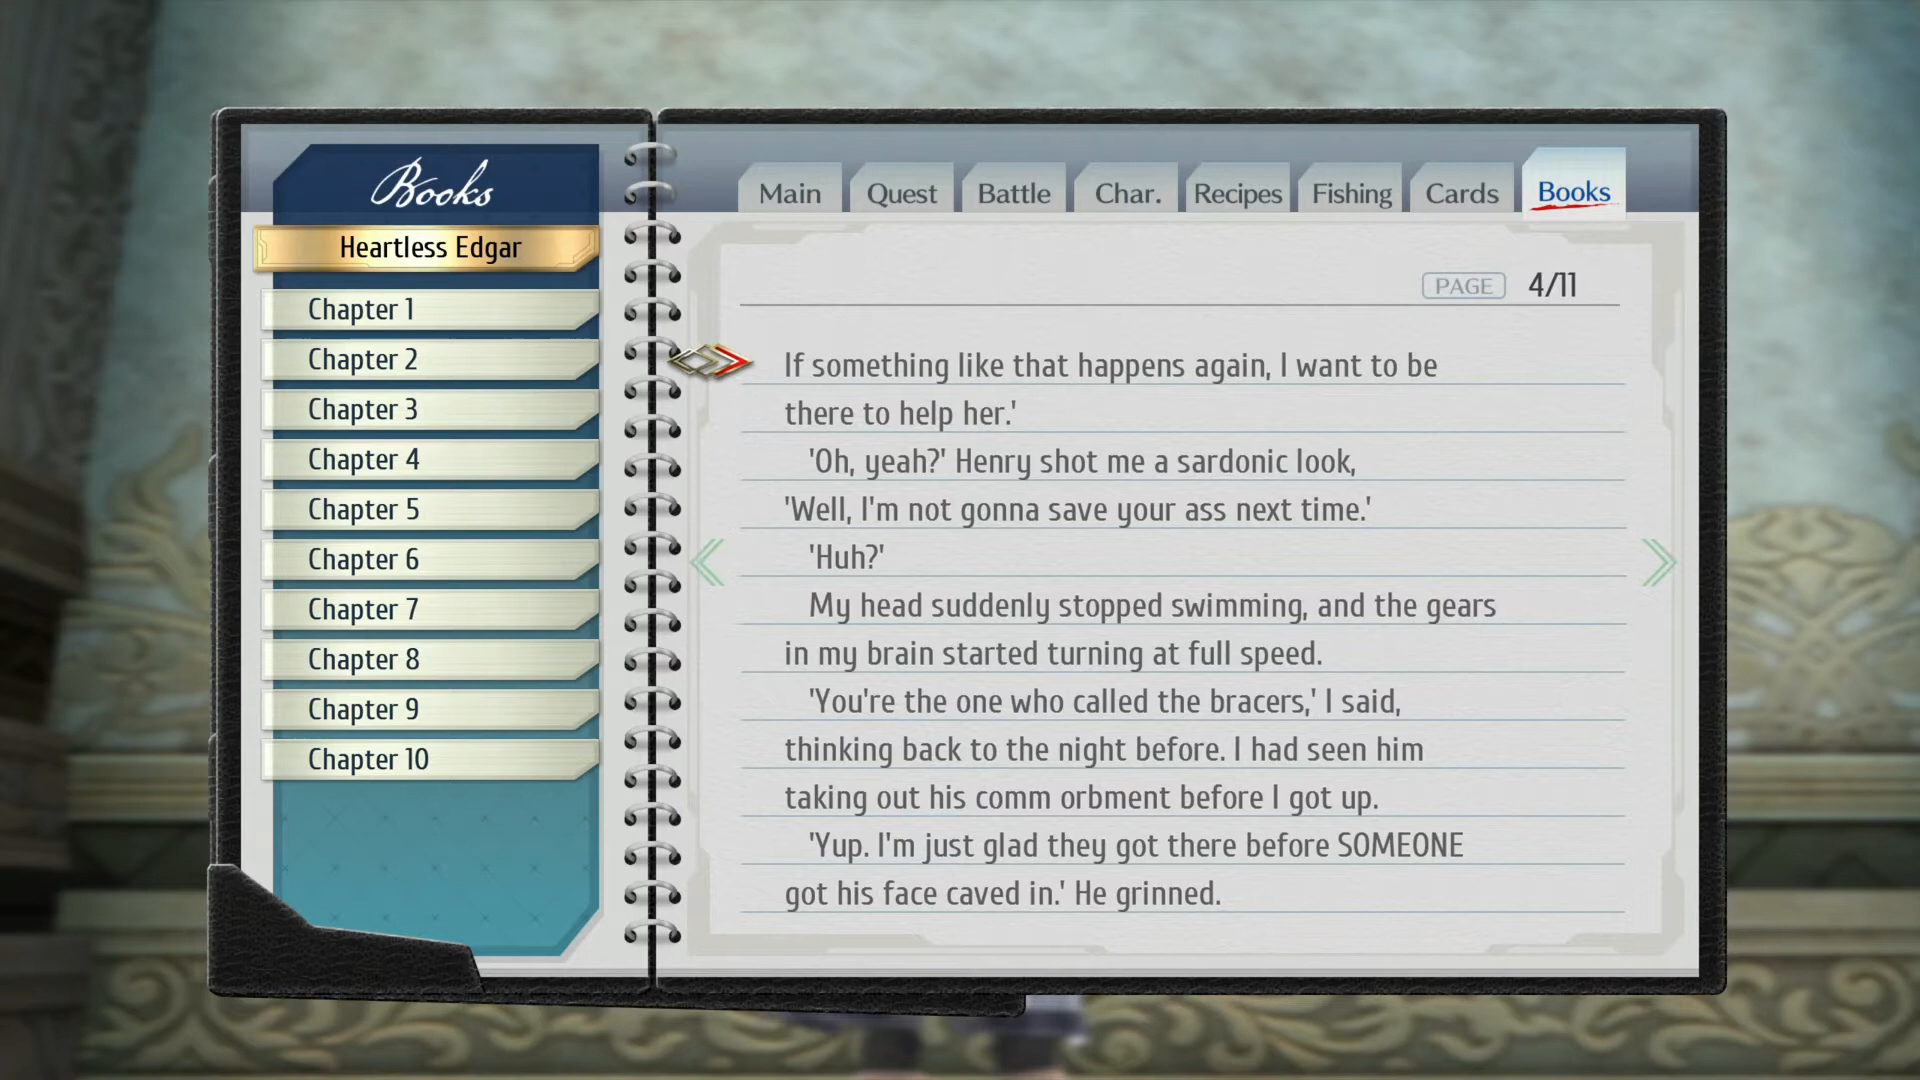 Books
Heartless Edgar
Chapter 1
Chapter 2
Chapter 3
Chapter 4
Chapter 5
Chapter 6
Chapter 7
Chapter 8
Chapter 9
Chapter 10
Main Quest Battle Char. Recipes Fishing Cards Books
PAGE 4/11
If something like that happens again, I want to be
there to help her.'
'Oh, yeah?' Henry shot me a sardonic look,
'Well, I'm not gonna save your ass next time.'
'Huh?'
My head suddenly stopped swimming, and the gears
in my brain started turning at full speed.
'You're the one who called the bracers,' I said,
thinking back to the night before. I had seen him
taking out his comm orbment before I got up.
'Yup. I'm just glad they got there before SOMEONE
got his face caved in.' He grinned.